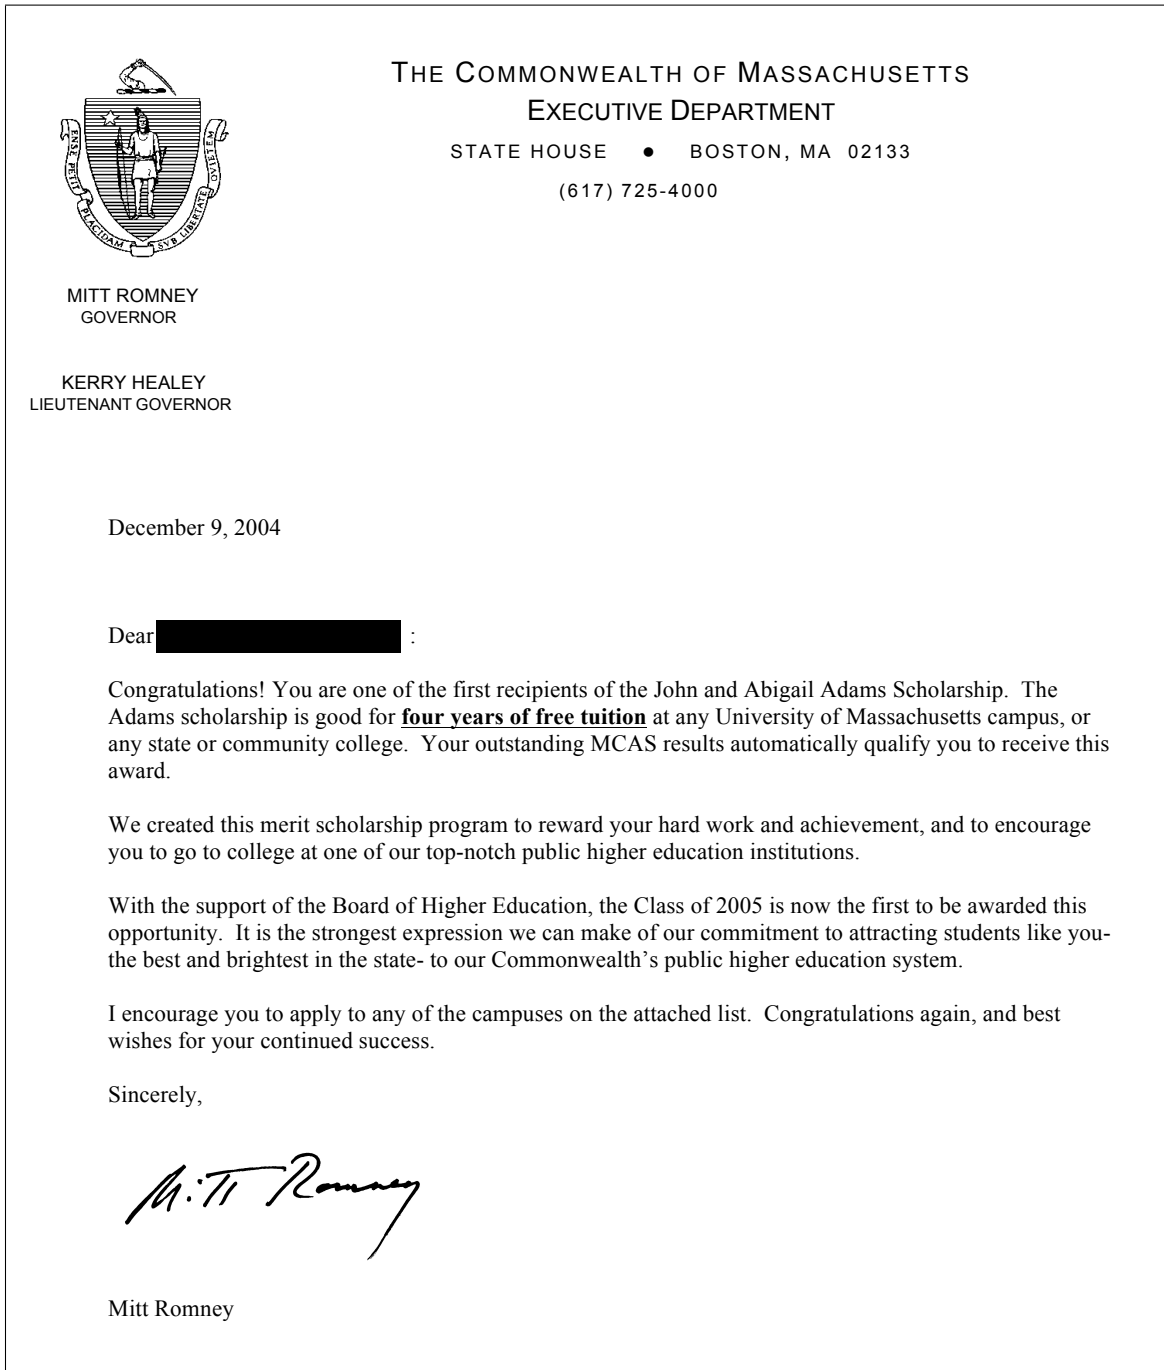 ENSE PETIT PLACIDAM SVB LIBERTATE QVIETEM
THE COMMONWEALTH OF MASSACHUSETTS
EXECUTIVE DEPARTMENT
STATE HOUSE ● BOSTON, MA 02133
(617) 725-4000
MITT ROMNEY
GOVERNOR
KERRY HEALEY
LIEUTENANT GOVERNOR
December 9, 2004
Dear :
Congratulations! You are one of the first recipients of the John and Abigail Adams Scholarship. The
Adams scholarship is good for four years of free tuition at any University of Massachusetts campus, or
any state or community college. Your outstanding MCAS results automatically qualify you to receive this
award.
We created this merit scholarship program to reward your hard work and achievement, and to encourage
you to go to college at one of our top-notch public higher education institutions.
With the support of the Board of Higher Education, the Class of 2005 is now the first to be awarded this
opportunity. It is the strongest expression we can make of our commitment to attracting students like you-
the best and brightest in the state- to our Commonwealth’s public higher education system.
I encourage you to apply to any of the campuses on the attached list. Congratulations again, and best
wishes for your continued success.
Sincerely,
Mitt Romney
Mitt Romney